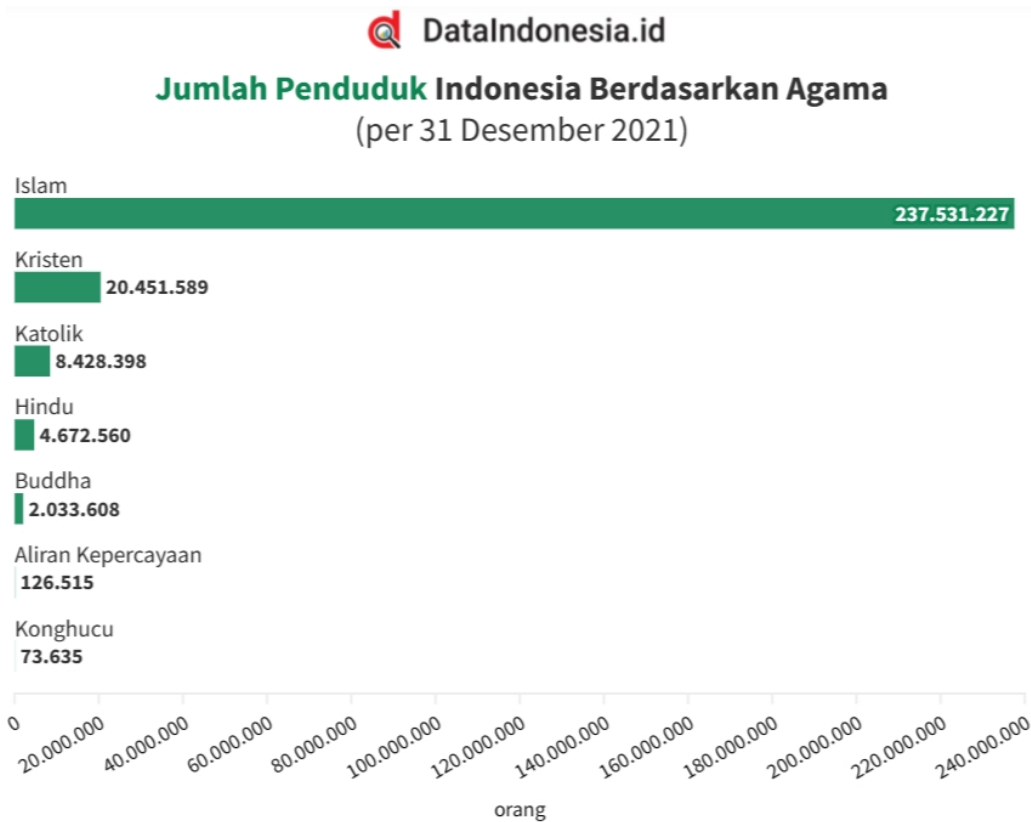 DataIndonesia.id
Jumlah Penduduk Indonesia Berdasarkan Agama
(per 31 Desember 2021)
Islam
237.531.227
Kristen
20.451.589
Katolik
8.428.398
Hindu
4.672.560
Buddha
2.033.608
Aliran Kepercayaan
126.515
Konghucu
73.635
0 20.000.000 40.000.000 60.000.000 80.000.000 100.000.000 120.000.000 140.000.000 160.000.000 180.000.000 200.000.000 220.000.000 240.000.000
orang